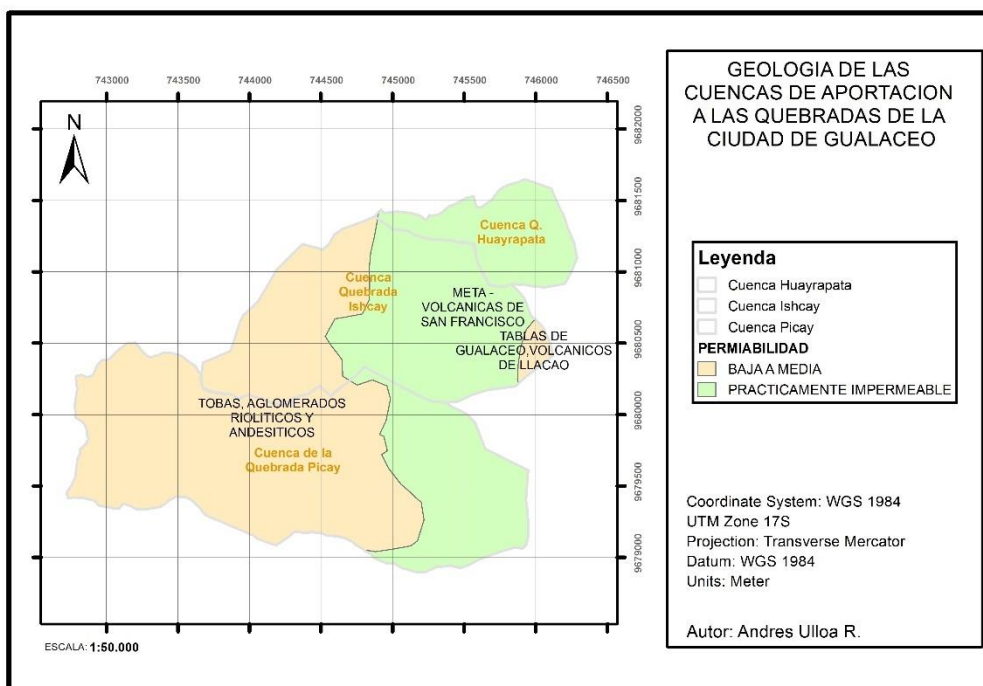 GEOLOGIA DE LAS
CUENCAS DE APORTACION
A LAS QUEBRADAS DE LA
CIUDAD DE GUALACEO
743000 743500 744000 744500 745000 745500 746000 746500
N
9682000
9681500
9681000
9680500
9680000
9679500
9679000
Cuenca Q.
Huayrapata
Cuenca
Quebrada
Ishcay
META -
VOLCANICAS DE
SAN FRANCISCO
TABLAS DE
GUALACEO,VOLCANICOS
DE LLACAO
TOBAS, AGLOMERADOS
RIOLITICOS Y
ANDESITICOS
Cuenca de la
Quebrada Picay
ESCALA: 1:50.000
Leyenda
Cuenca Huayrapata
Cuenca Ishcay
Cuenca Picay
PERMIABILIDAD
BAJA A MEDIA
PRACTICAMENTE IMPERMEABLE
Coordinate System: WGS 1984
UTM Zone 17S
Projection: Transverse Mercator
Datum: WGS 1984
Units: Meter
Autor: Andres Ulloa R.